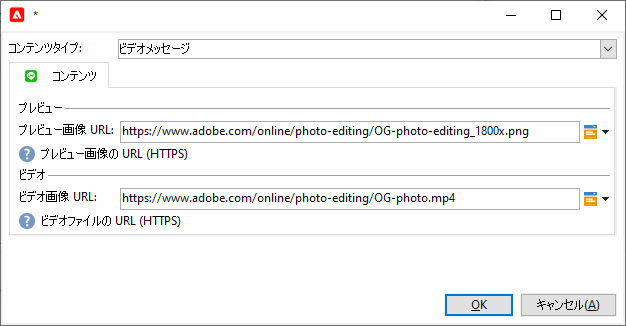 *
コンテンツタイプ: ビデオメッセージ
コンテンツ
プレビュー
プレビュー画像 URL: https://www.adobe.com/online/photo-editing/OG-photo-editing_1800x.png
? プレビュー画像の URL (HTTPS)
ビデオ
ビデオ画像 URL: https://www.adobe.com/online/photo-editing/OG-photo.mp4
? ビデオファイルの URL (HTTPS)
OK キャンセル(A)